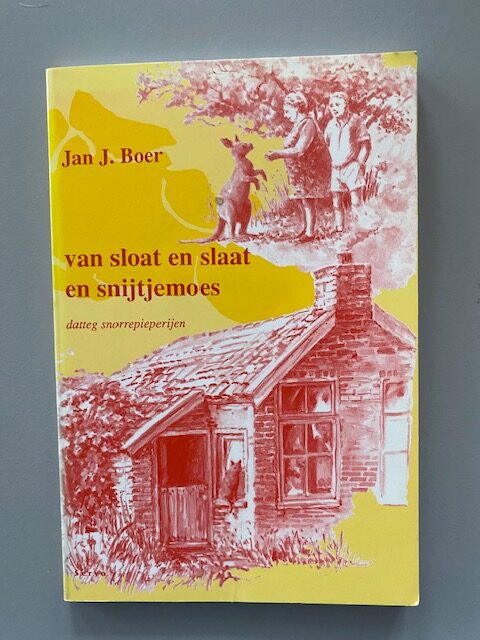 Jan J. Boer
van sloat en slaat
en snijtjemoes
datteg snorrepieperijen